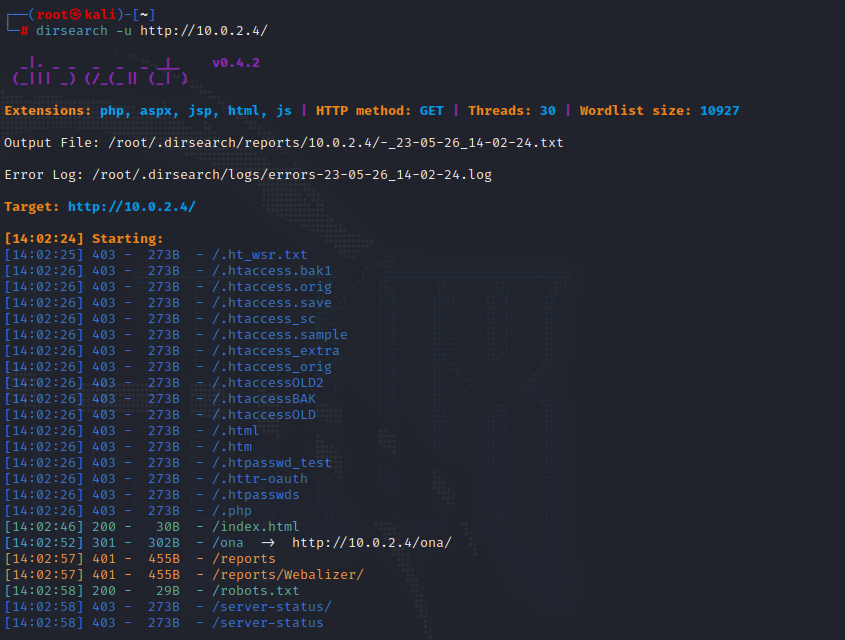 ┌──(root㉿kali)-[~]
└─# dirsearch -u http://10.0.2.4/
_|. _ _  _  _  _ _|_    v0.4.2
(_||| _) (/_(_|| (_| )
Extensions: php, aspx, jsp, html, js | HTTP method: GET | Threads: 30 | Wordlist size: 10927
Output File: /root/.dirsearch/reports/10.0.2.4/-_23-05-26_14-02-24.txt
Error Log: /root/.dirsearch/logs/errors-23-05-26_14-02-24.log
Target: http://10.0.2.4/
[14:02:24] Starting:
[14:02:25] 403 -  273B  - /.ht_wsr.txt
[14:02:26] 403 -  273B  - /.htaccess.bak1
[14:02:26] 403 -  273B  - /.htaccess.orig
[14:02:26] 403 -  273B  - /.htaccess.save
[14:02:26] 403 -  273B  - /.htaccess_sc
[14:02:26] 403 -  273B  - /.htaccess.sample
[14:02:26] 403 -  273B  - /.htaccess_extra
[14:02:26] 403 -  273B  - /.htaccess_orig
[14:02:26] 403 -  273B  - /.htaccessOLD2
[14:02:26] 403 -  273B  - /.htaccessBAK
[14:02:26] 403 -  273B  - /.htaccessOLD
[14:02:26] 403 -  273B  - /.html
[14:02:26] 403 -  273B  - /.htm
[14:02:26] 403 -  273B  - /.htpasswd_test
[14:02:26] 403 -  273B  - /.httr-oauth
[14:02:26] 403 -  273B  - /.htpasswds
[14:02:26] 403 -  273B  - /.php
[14:02:46] 200 -   30B  - /index.html
[14:02:52] 301 -  302B  - /ona  →  http://10.0.2.4/ona/
[14:02:57] 401 -  455B  - /reports
[14:02:57] 401 -  455B  - /reports/Webalizer/
[14:02:58] 200 -   29B  - /robots.txt
[14:02:58] 403 -  273B  - /server-status/
[14:02:58] 403 -  273B  - /server-status